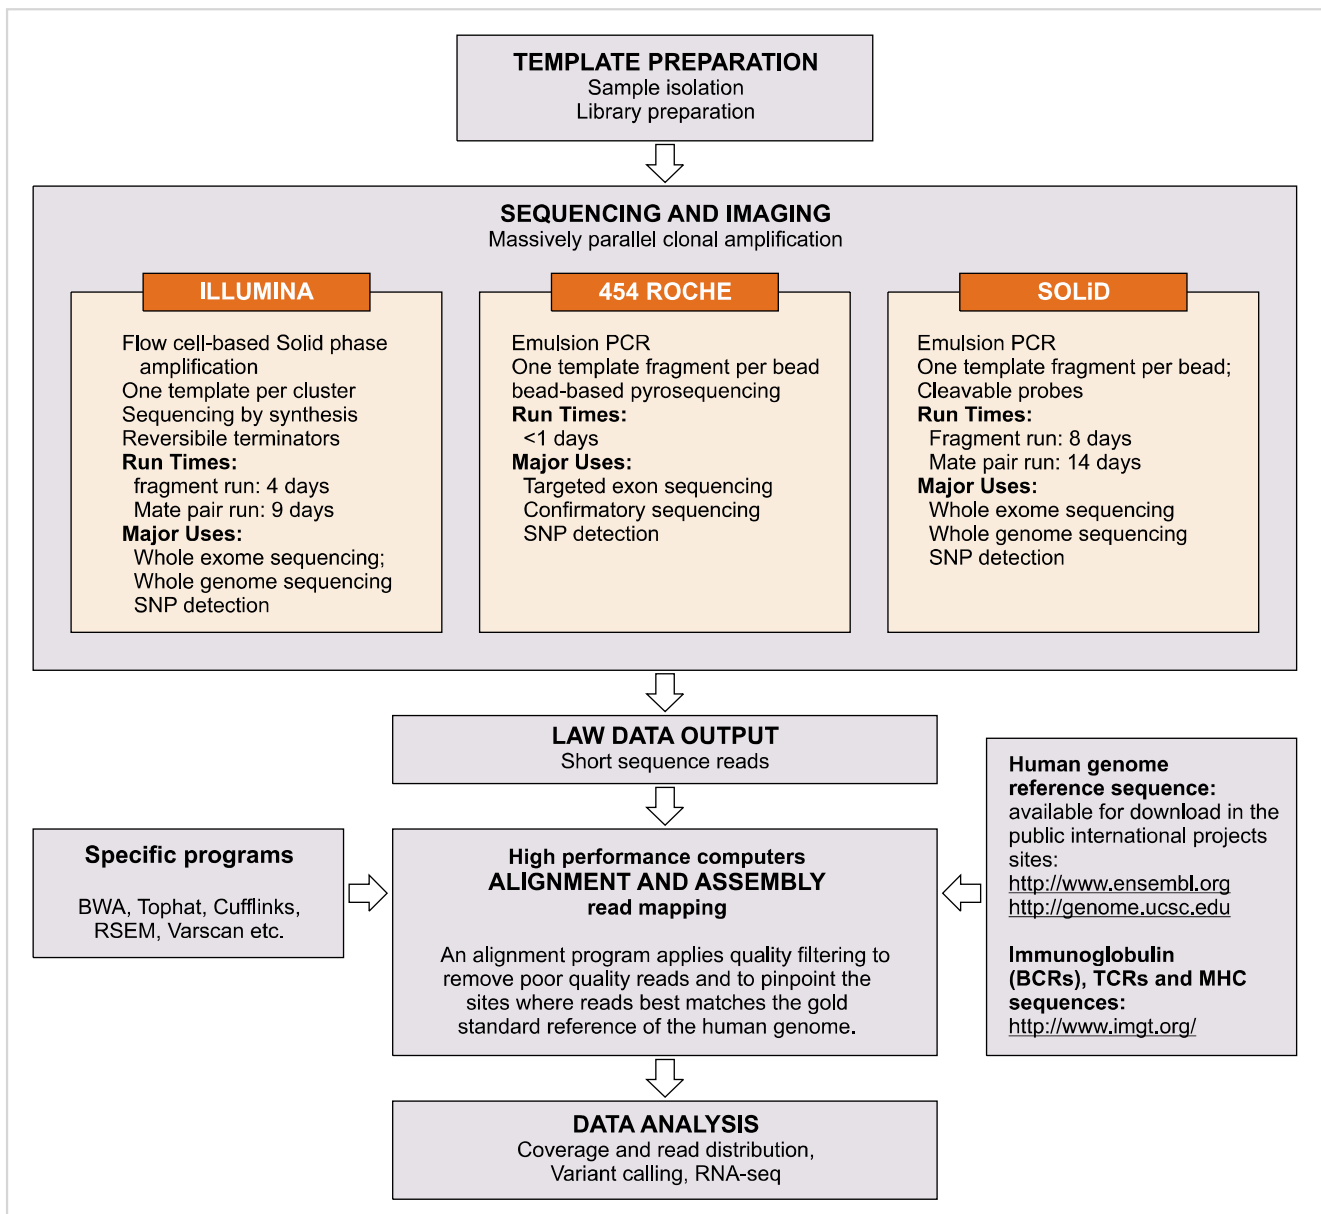 TEMPLATE PREPARATION
Sample isolation
Library preparation
SEQUENCING AND IMAGING
Massively parallel clonal amplification
ILLUMINA
Flow cell-based Solid phase
amplification
One template per cluster
Sequencing by synthesis
Reversibile terminators
Run Times:
fragment run: 4 days
Mate pair run: 9 days
Major Uses:
Whole exome sequencing;
Whole genome sequencing
SNP detection
454 ROCHE
Emulsion PCR
One template fragment per bead
bead-based pyrosequencing
Run Times:
<1 days
Major Uses:
Targeted exon sequencing
Confirmatory sequencing
SNP detection
SOLiD
Emulsion PCR
One template fragment per bead;
Cleavable probes
Run Times:
Fragment run: 8 days
Mate pair run: 14 days
Major Uses:
Whole exome sequencing
Whole genome sequencing
SNP detection
LAW DATA OUTPUT
Short sequence reads
Specific programs
BWA, Tophat, Cufflinks,
RSEM, Varscan etc.
High performance computers
ALIGNMENT AND ASSEMBLY
read mapping
An alignment program applies quality filtering to
remove poor quality reads and to pinpoint the
sites where reads best matches the gold
standard reference of the human genome.
Human genome
reference sequence:
available for download in the
public international projects
sites:
http://www.ensembl.org
http://genome.ucsc.edu
Immunoglobulin
(BCRs), TCRs and MHC
sequences:
http://www.imgt.org/
DATA ANALYSIS
Coverage and read distribution,
Variant calling, RNA-seq